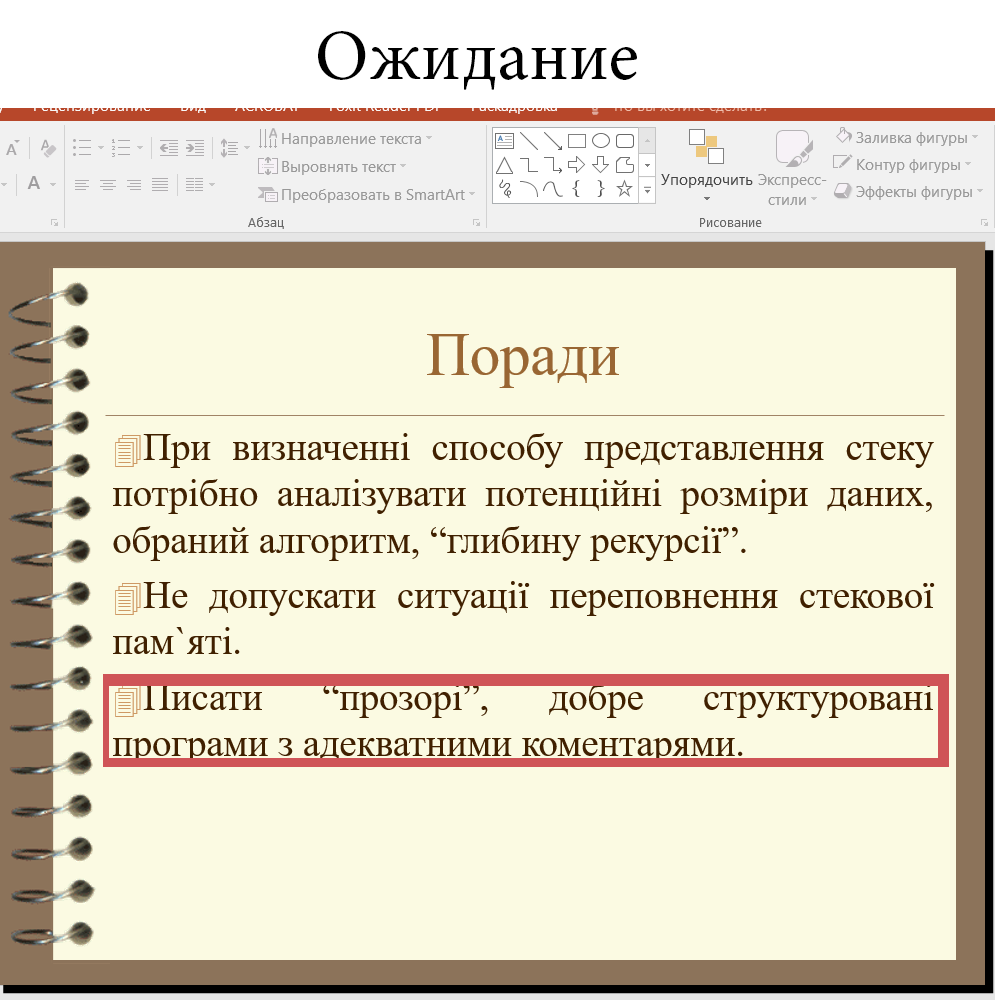 Ожидание
Рецензирование Вид ACROBAT Foxit Reader PDF Раскадровка Что вы хотите сделать?
А А Направление текста Заливка фигуры
А Выровнять текст Упорядочить Экспресс-стили Контур фигуры
Преобразовать в SmartArt Эффекты фигуры
Абзац Рисование
Поради
При визначенні способу представлення стеку
потрібно аналізувати потенційні розміри даних,
обраний алгоритм, “глибину рекурсії”.
Не допускати ситуації переповнення стекової
пам`яті.
Писати “прозорі”, добре структуровані
програми з адекватними коментарями.